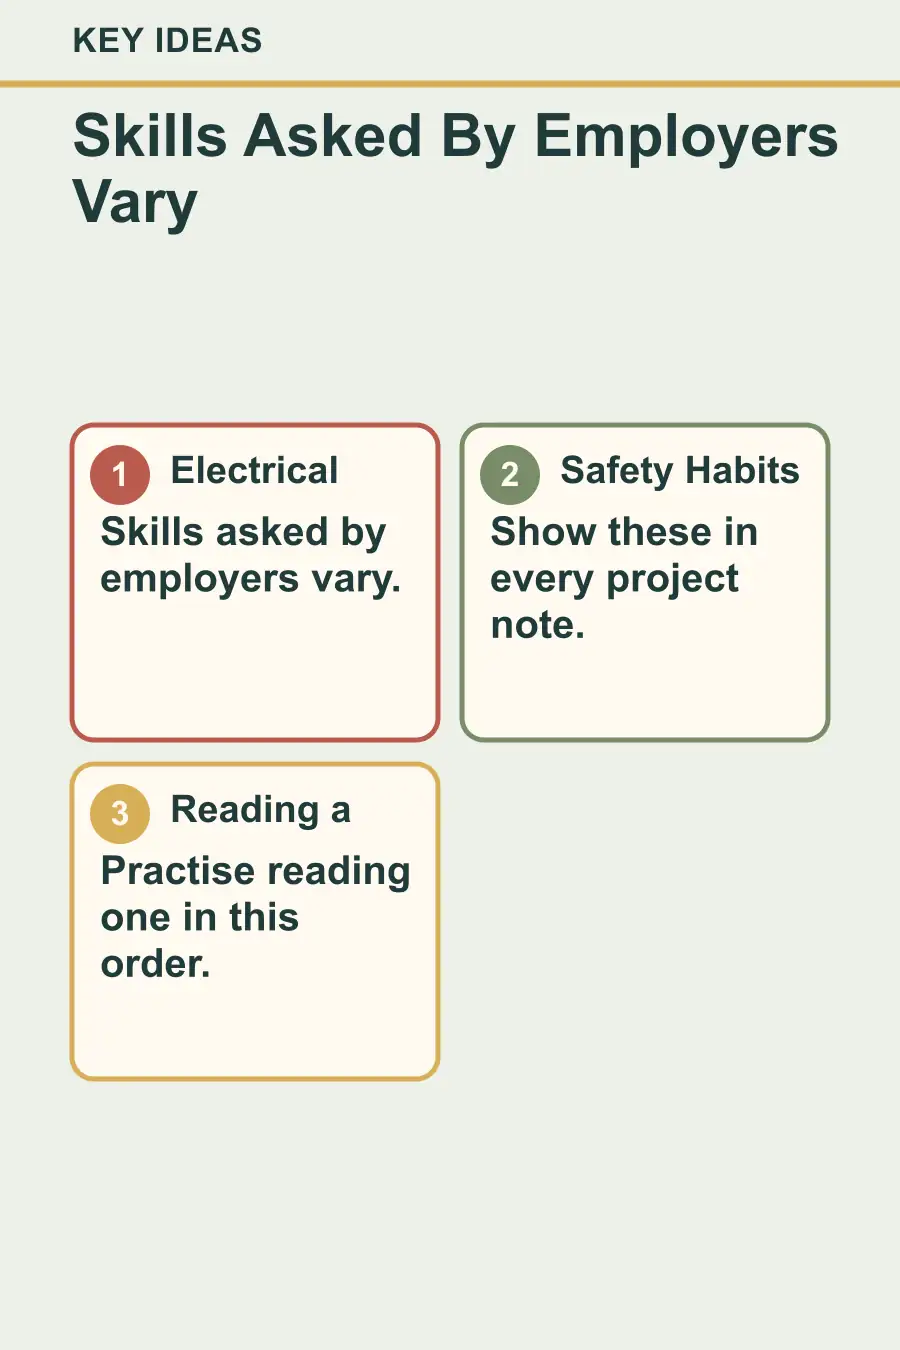 KEY IDEAS
Skills Asked By Employers
Vary
1 Electrical
Skills asked by
employers vary.
2 Safety Habits
Show these in
every project
note.
3 Reading a
Practise reading
one in this
order.